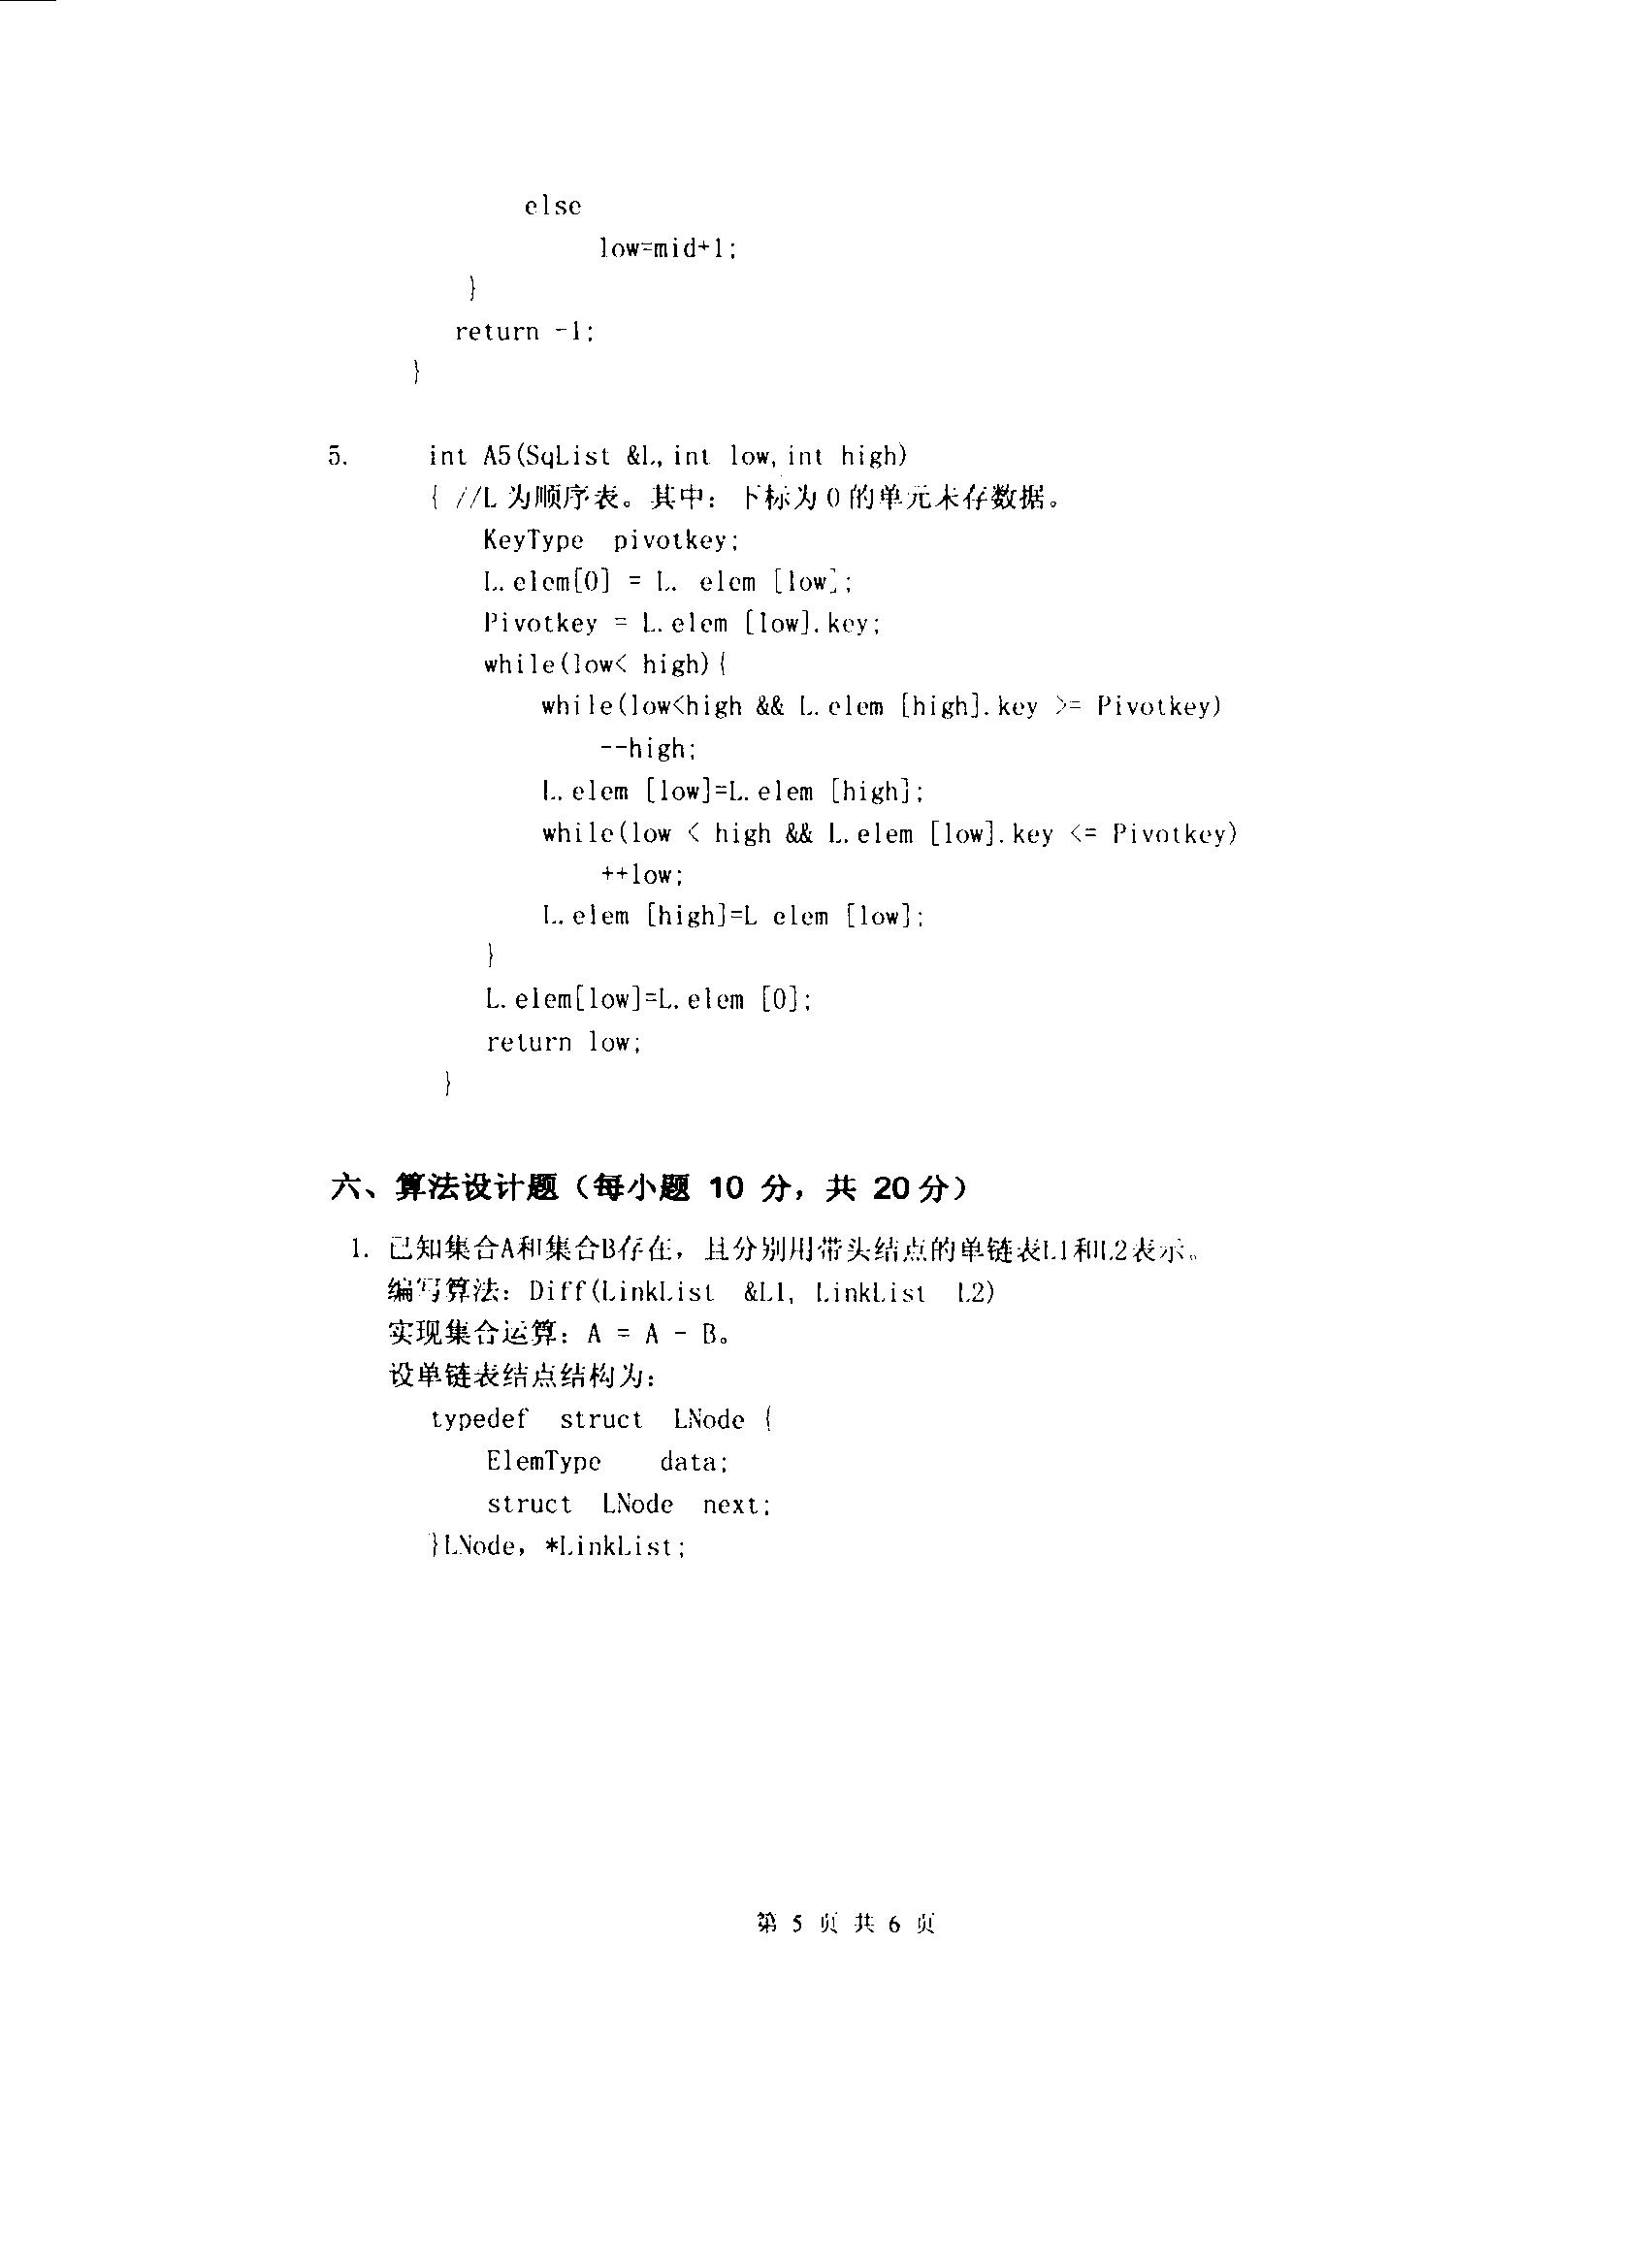 else
low=mid+1;
}
return -1;
}
5. int A5(SqList &L,int low,int high)
{ //L 为顺序表。其中：下标为 0 的单元未存数据。
KeyType pivotkey;
L.elem[0] = L. elem [low];
Pivotkey = L.elem [low].key;
while(low< high){
while(low<high && L.elem [high].key >= Pivotkey)
--high;
L.elem [low]=L.elem [high];
while(low < high && L.elem [low].key <= Pivotkey)
++low;
L.elem [high]=L elem [low];
}
L.elem[low]=L.elem [0];
return low;
}
六、算法设计题（每小题 10 分，共 20 分）
1. 已知集合A和集合B存在，且分别用带头结点的单链表L1和L2表示。
编写算法：Diff(LinkList &L1, LinkList L2)
实现集合运算：A = A - B。
设单链表结点结构为：
typedef struct LNode {
ElemType data;
struct LNode next;
}LNode，*LinkList;
第 5 页 共 6 页